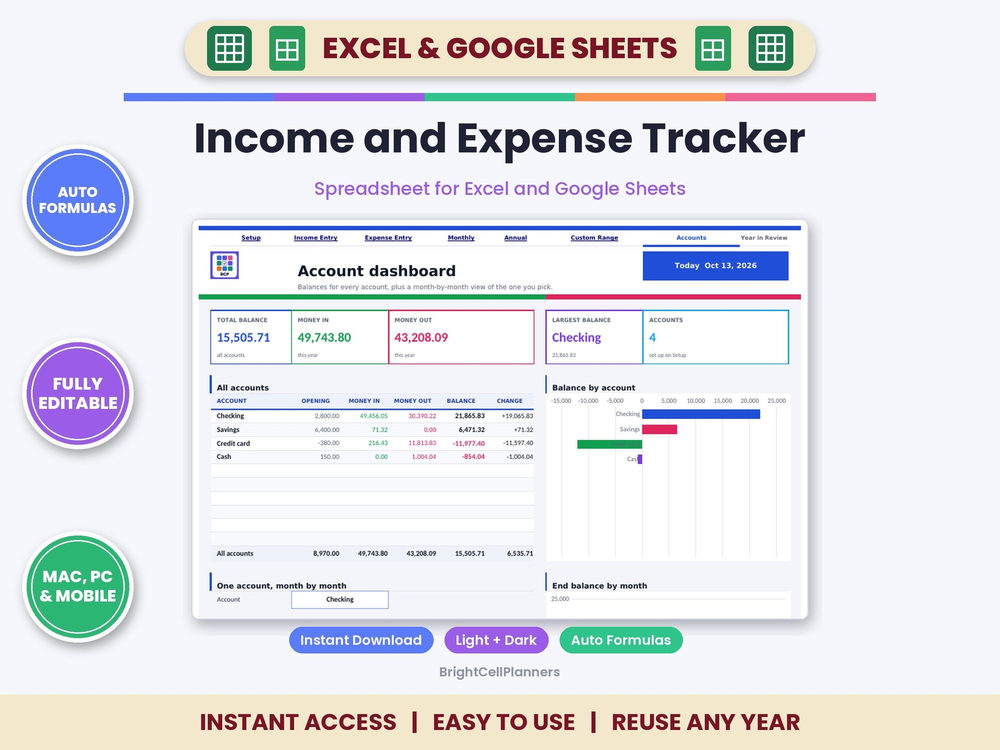 EXCEL & GOOGLE SHEETS
Income and Expense Tracker
Spreadsheet for Excel and Google Sheets
AUTO
FORMULAS
FULLY
EDITABLE
MAC, PC
& MOBILE
Setup Income Entry Expense Entry Monthly Annual Custom Range Accounts Year in Review
BCP
Account dashboard
Today Oct 13, 2026
Balances for every account, plus a month-by-month view of the one you pick.
TOTAL BALANCE MONEY IN MONEY OUT LARGEST BALANCE ACCOUNTS
15,505.71 49,743.80 43,208.09 Checking 4
all accounts this year this year 21,865.83 set up on Setup
All accounts
ACCOUNT OPENING MONEY IN MONEY OUT BALANCE CHANGE
Checking 2,800.00 49,456.05 30,390.22 21,865.83 +19,065.83
Savings 6,400.00 71.32 0.00 6,471.32 +71.32
Credit card -380.00 216.43 11,813.83 -11,977.40 -11,597.40
Cash 150.00 0.00 1,004.04 -854.04 -1,004.04
All accounts 8,970.00 49,743.80 43,208.09 15,505.71 6,535.71
Balance by account
-15,000 -10,000 -5,000 0 5,000 10,000 15,000 20,000 25,000
Checking
Savings
Cash
One account, month by month
Account Checking
End balance by month
25,000
Instant Download Light + Dark Auto Formulas
BrightCellPlanners
INSTANT ACCESS | EASY TO USE | REUSE ANY YEAR